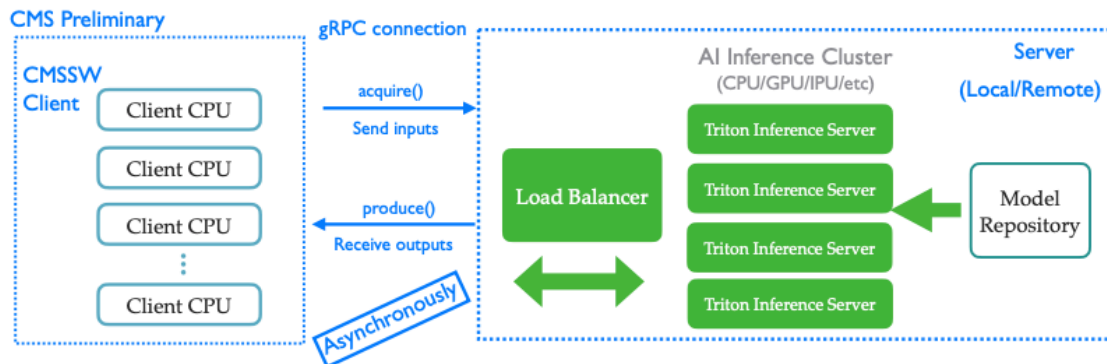 CMS Preliminary
gRPC connection
CMSSW
Client
Client CPU
Client CPU
Client CPU
Client CPU
acquire()
Send inputs
produce()
Receive outputs
Asynchronously
AI Inference Cluster
(CPU/GPU/IPU/etc)
Server
(Local/Remote)
Load Balancer
Triton Inference Server
Triton Inference Server
Triton Inference Server
Triton Inference Server
Model
Repository